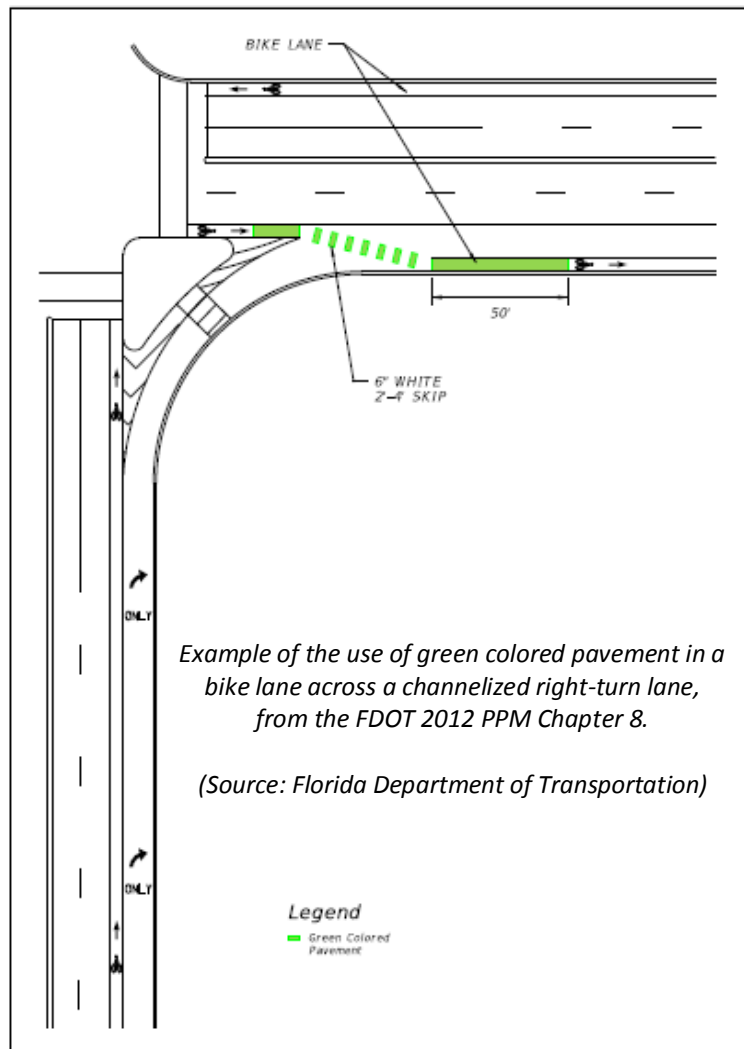 BIKE LANE
50'
6" WHITE
2'-4' SKIP
ONLY
Example of the use of green colored pavement in a
bike lane across a channelized right-turn lane,
from the FDOT 2012 PPM Chapter 8.
(Source: Florida Department of Transportation)
ONLY
Legend
Green Colored
Pavement